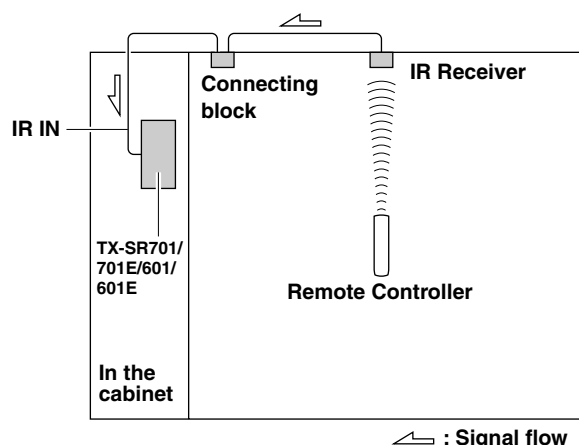 Connecting
block
IR Receiver
IR IN
TX-SR701/
701E/601/
601E
Remote Controller
In the
cabinet
: Signal flow